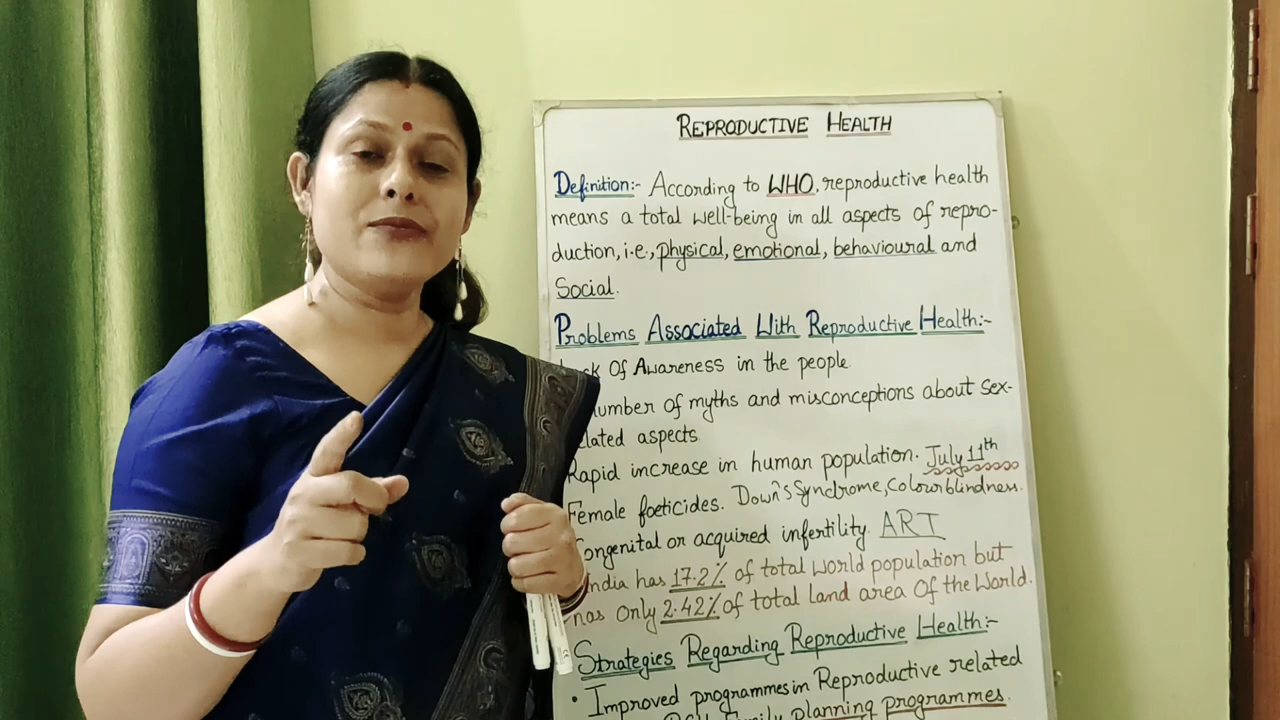 REPRODUCTIVE HEALTH
Definition:- According to WHO, reproductive health
means a total well-being in all aspects of repro-
duction, i.e., physical, emotional, behavioural and
Social.
Problems Associated With Reproductive Health:-
ck Of Awareness in the people
umber of myths and misconceptions about sex-
lated aspects
Rapid increase in human population. July 11th
Female foeticides. Down's Syndrome, Colourblindness.
Congenital or acquired infertility. ART
India has 17.2% of total world population but
has only 2.42% of total land area Of the World.
Strategies Regarding Reproductive Health:-
• Improved programmes in Reproductive related
Family planning programmes.